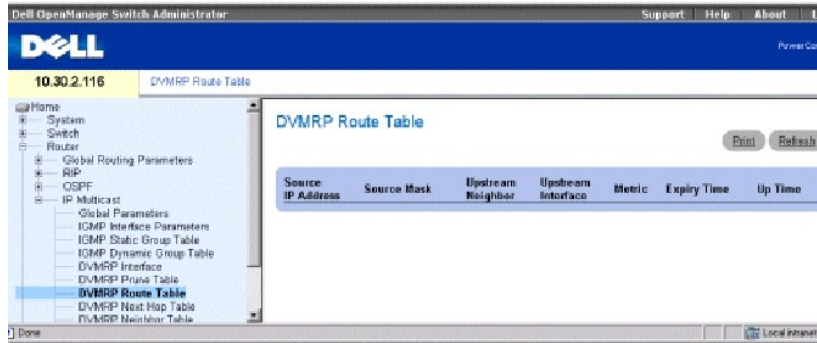 Dell OpenManage Switch Administrator
Support Help About
DELL
10.30.2.116
DVMRP Route Table
Home
System
Switch
Router
Global Routing Parameters
RIP
OSPF
IP Multicast
Global Parameters
IGMP Interface Parameters
IGMP Static Group Table
IGMP Dynamic Group Table
DVMRP Interface
DVMRP Prune Table
DVMRP Route Table
DVMRP Next Hop Table
DVMRP Neighbor Table
DVMRP Route Table
Print Refresh
Source IP Address
Source Mask
Upstream Neighbor
Upstream Interface
Metric
Expiry Time
Up Time
Done
Local intranet